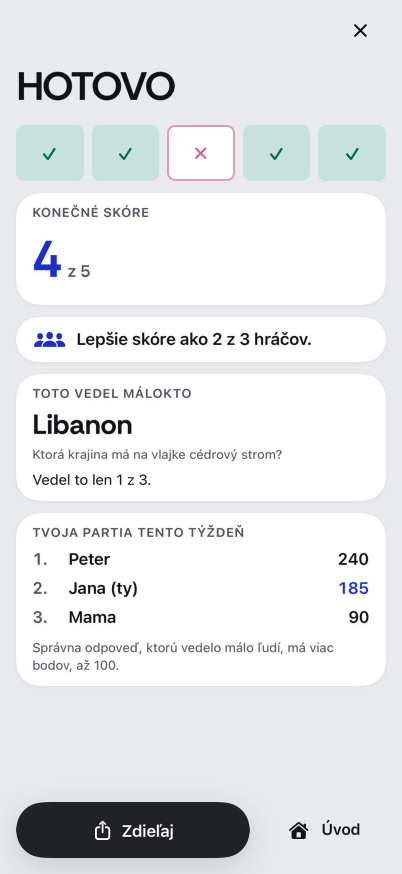 HOTOVO
KONEČNÉ SKÓRE
4 z 5
Lepšie skóre ako 2 z 3 hráčov.
TOTO VEDEL MÁLOKTO
Libanon
Ktorá krajina má na vlajke cédrový strom?
Vedel to len 1 z 3.
TVOJA PARTIA TENTO TÝŽDEŇ
1. Peter 240
2. Jana (ty) 185
3. Mama 90
Správna odpoveď, ktorú vedelo málo ľudí, má viac
bodov, až 100.
Zdieľaj
Úvod